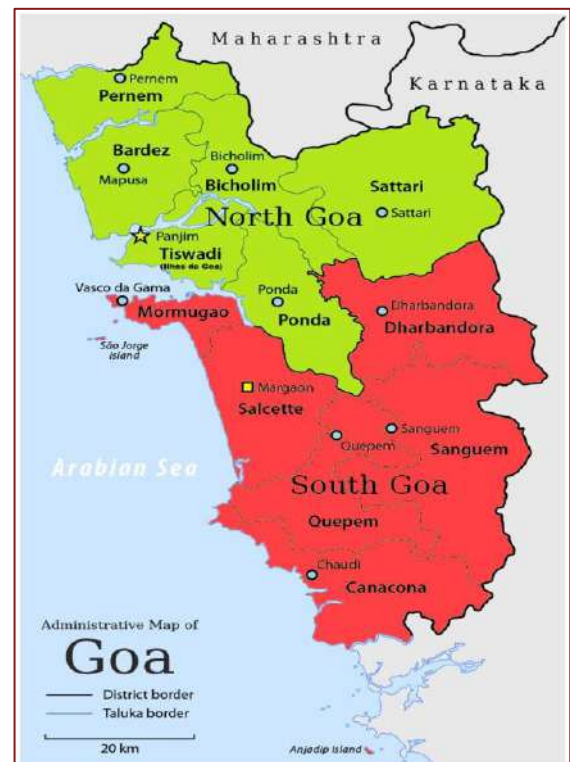 Maharashtra
Karnataka
Pernem
Pernem
Bardez
Mapusa
Bicholim
Bicholim
Sattari
Sattari
North Goa
Panjim
Tiswadi
(Ilhas de Goa)
Vasco da Gama
Mormugao
São Jorge
island
Ponda
Ponda
Dharbandora
Dharbandora
Margaon
Salcette
Sanguem
Sanguem
Quepem
Arabian Sea
South Goa
Quepem
Chaudi
Canacona
Administrative Map of
Goa
District border
Taluka border
20 km
Anjadip Island